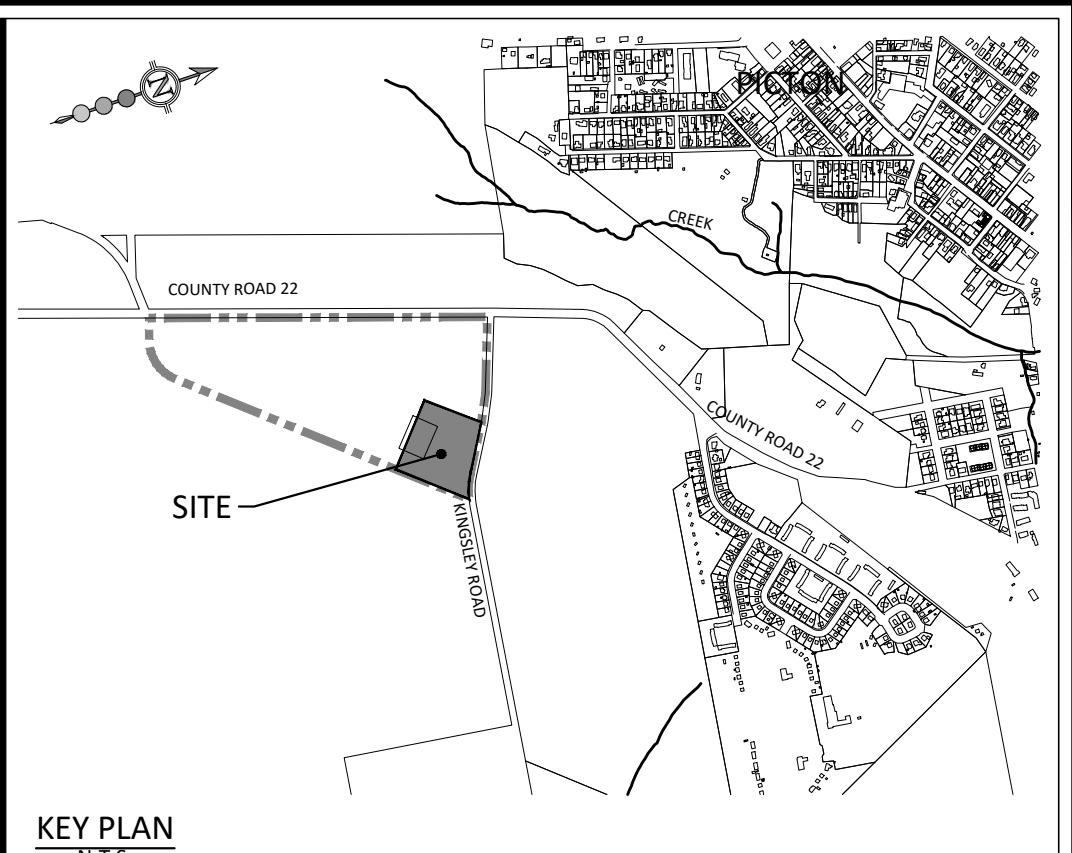 N
PICTON
CREEK
COUNTY ROAD 22
COUNTY ROAD 22
SITE
KINGSLEY ROAD
KEY PLAN
N.T.S.